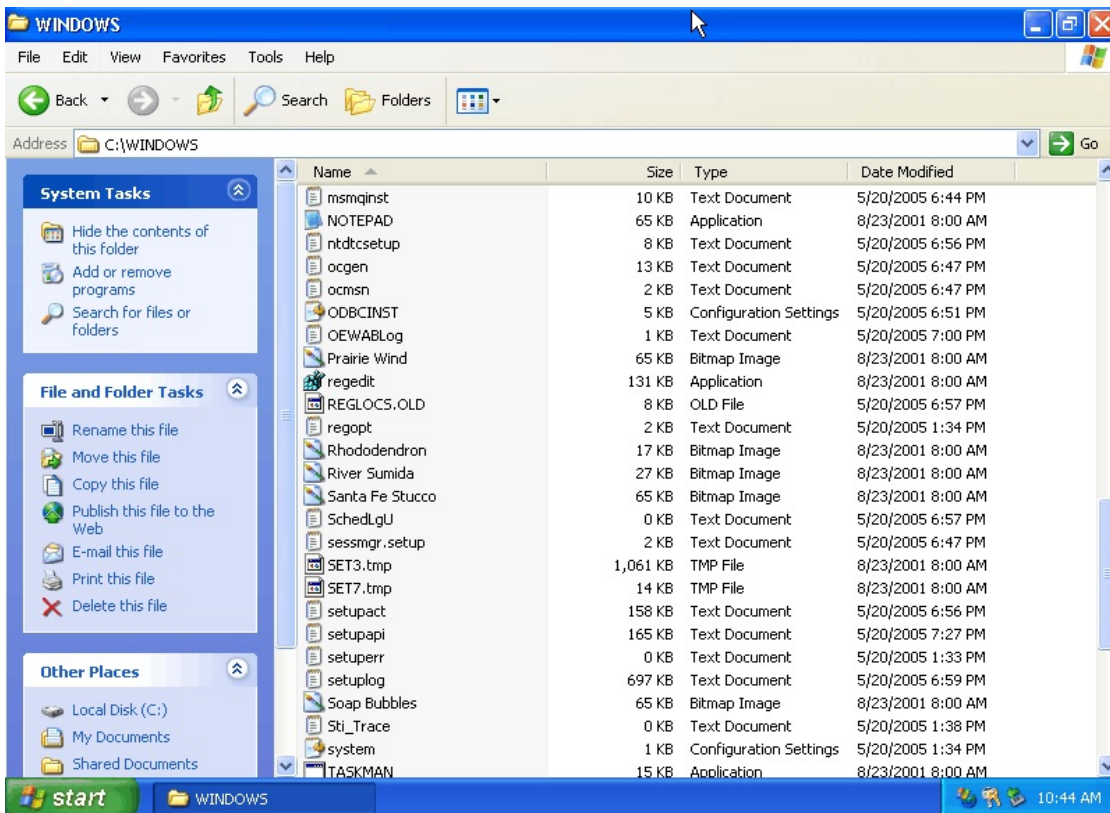 WINDOWS
File Edit View Favorites Tools Help
Back Search Folders
Address C:\WINDOWS Go
System Tasks
Hide the contents of
this folder
Add or remove
programs
Search for files or
folders
File and Folder Tasks
Rename this file
Move this file
Copy this file
Publish this file to the
Web
E-mail this file
Print this file
Delete this file
Other Places
Local Disk (C:)
My Documents
Shared Documents
Name Size Type Date Modified
msmqinst 10 KB Text Document 5/20/2005 6:44 PM
NOTEPAD 65 KB Application 8/23/2001 8:00 AM
ntdtcsetup 8 KB Text Document 5/20/2005 6:56 PM
ocgen 13 KB Text Document 5/20/2005 6:47 PM
ocmsn 2 KB Text Document 5/20/2005 6:47 PM
ODBCINST 5 KB Configuration Settings 5/20/2005 6:51 PM
OEWABLog 1 KB Text Document 5/20/2005 7:00 PM
Prairie Wind 65 KB Bitmap Image 8/23/2001 8:00 AM
regedit 131 KB Application 8/23/2001 8:00 AM
REGLOCS.OLD 8 KB OLD File 5/20/2005 6:57 PM
regopt 2 KB Text Document 5/20/2005 1:34 PM
Rhododendron 17 KB Bitmap Image 8/23/2001 8:00 AM
River Sumida 27 KB Bitmap Image 8/23/2001 8:00 AM
Santa Fe Stucco 65 KB Bitmap Image 8/23/2001 8:00 AM
SchedLgU 0 KB Text Document 5/20/2005 6:57 PM
sessmgr.setup 2 KB Text Document 5/20/2005 6:47 PM
SET3.tmp 1,061 KB TMP File 8/23/2001 8:00 AM
SET7.tmp 14 KB TMP File 8/23/2001 8:00 AM
setupact 158 KB Text Document 5/20/2005 6:56 PM
setupapi 165 KB Text Document 5/20/2005 7:27 PM
setuperr 0 KB Text Document 5/20/2005 1:33 PM
setuplog 697 KB Text Document 5/20/2005 6:59 PM
Soap Bubbles 65 KB Bitmap Image 8/23/2001 8:00 AM
Sti_Trace 0 KB Text Document 5/20/2005 1:38 PM
system 1 KB Configuration Settings 5/20/2005 1:34 PM
TASKMAN 15 KB Application 8/23/2001 8:00 AM
start WINDOWS 10:44 AM